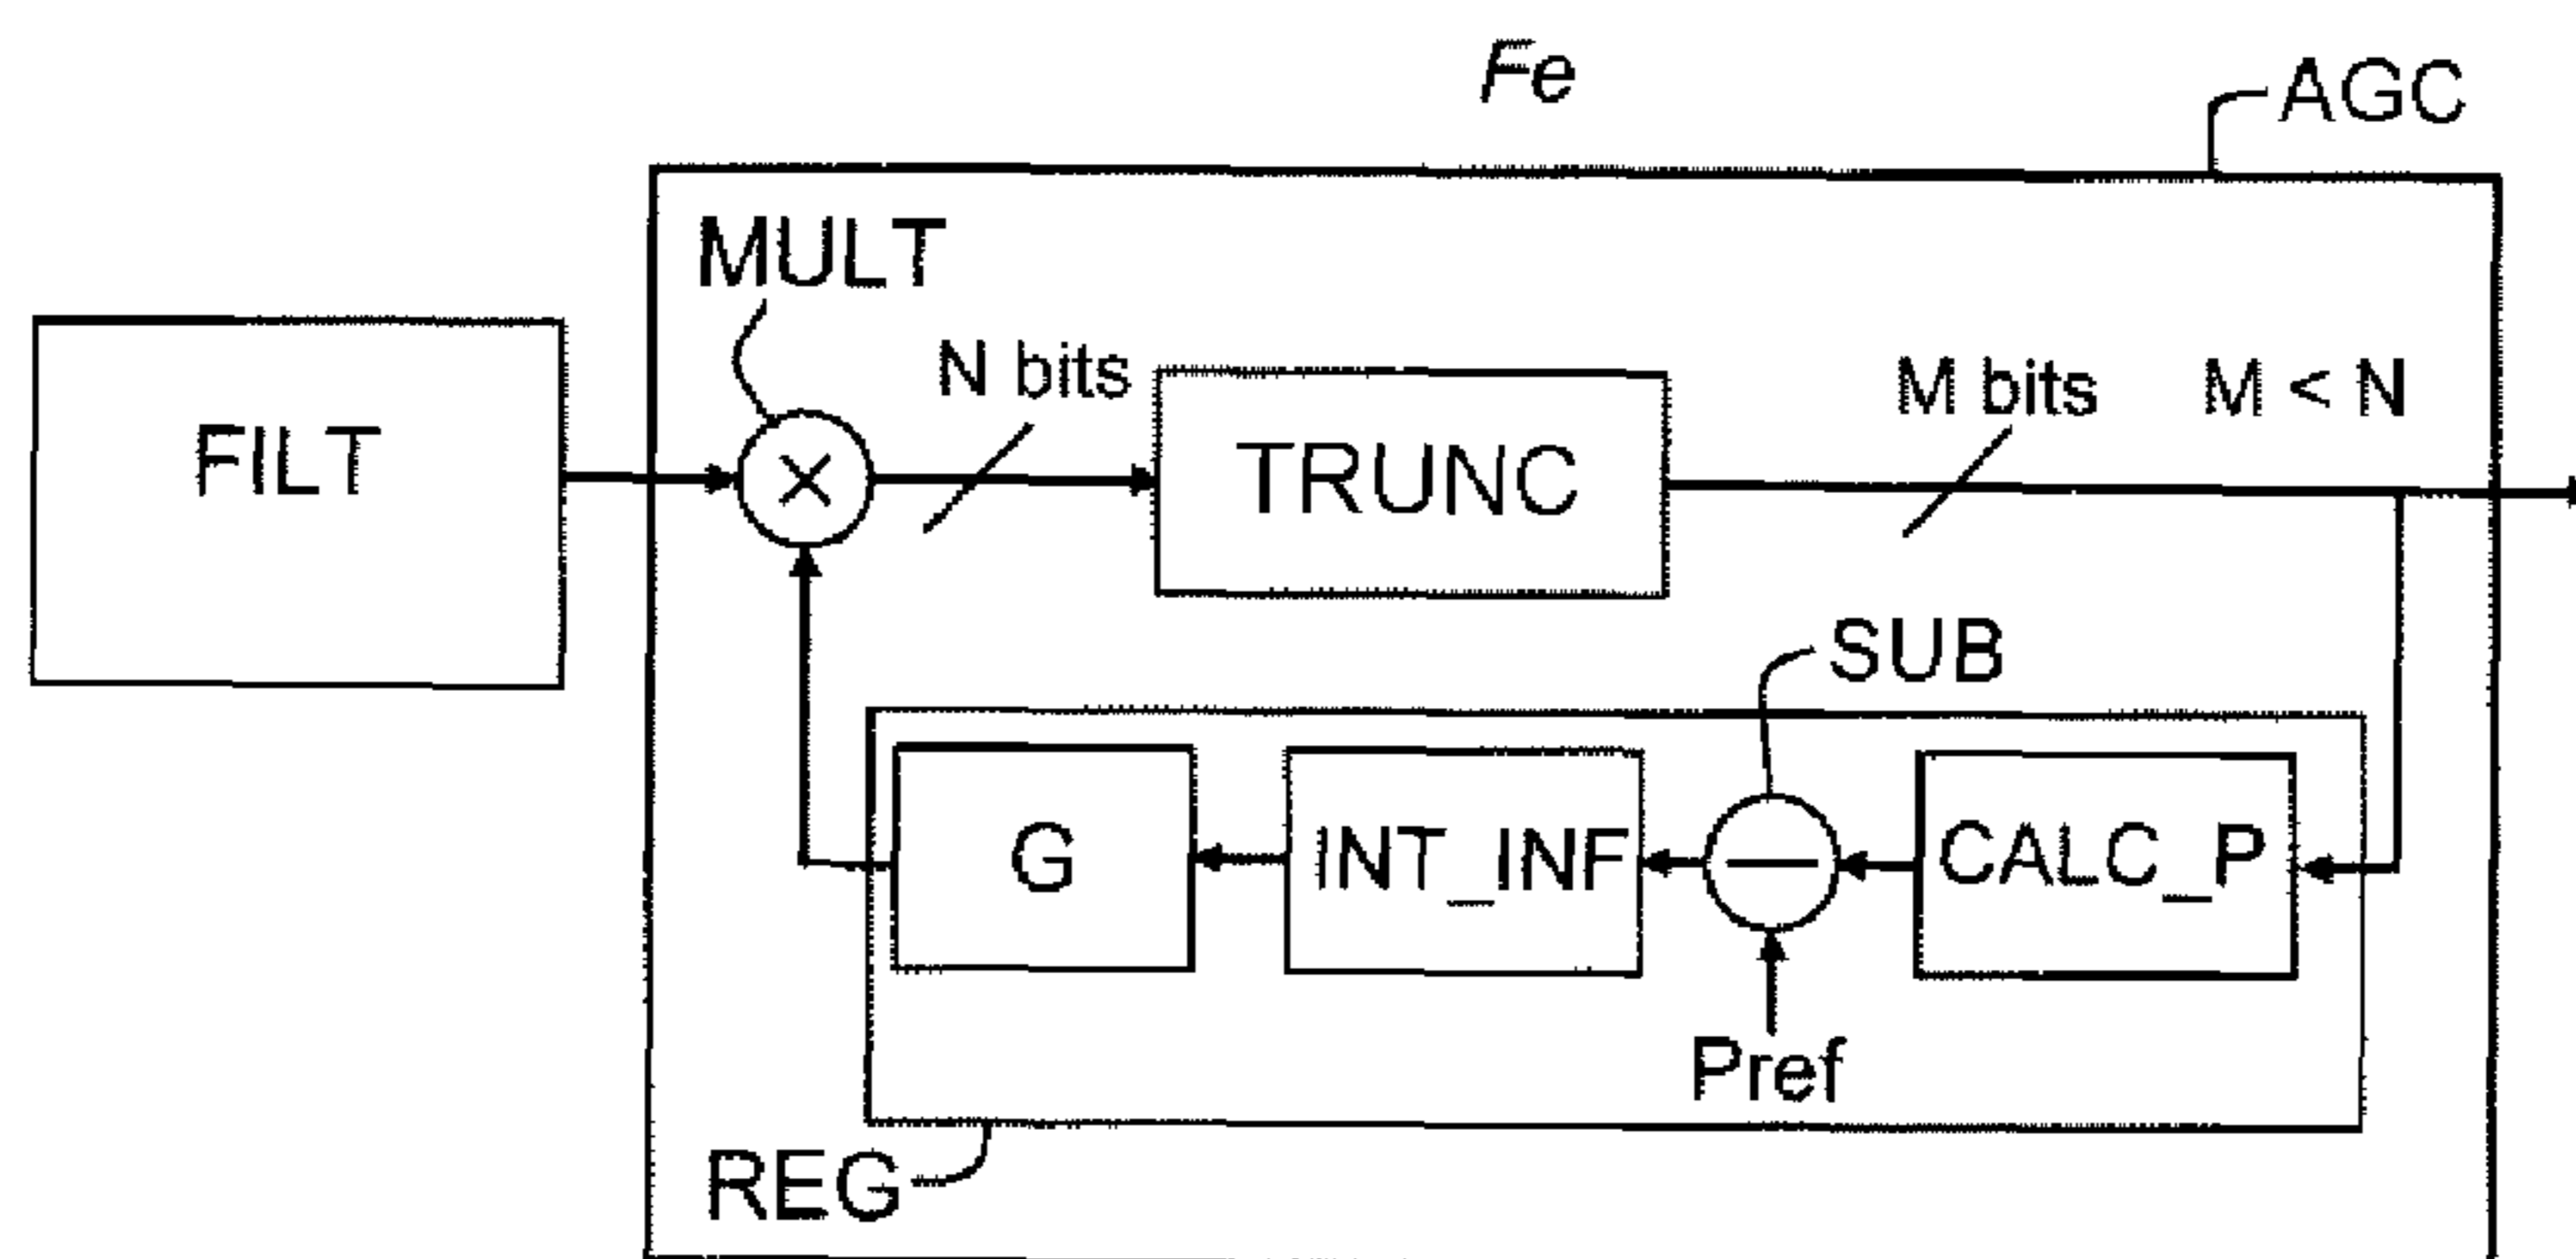 Fe
AGC
MULT
N bits
M bits
M < N
FILT
TRUNC
SUB
G
INT_INF
CALC_P
Pref
REG